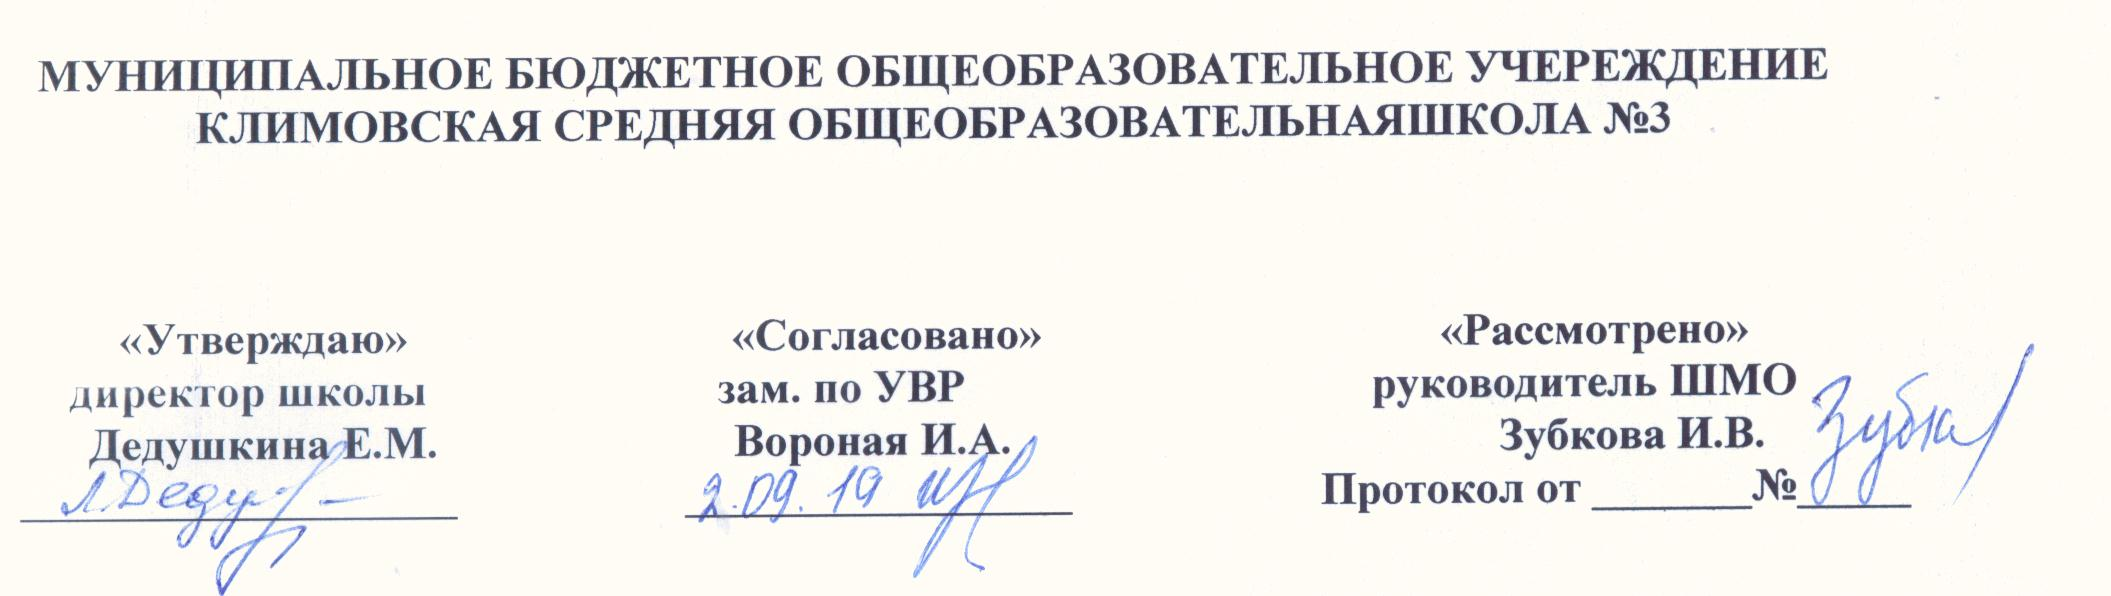 МУНИЦИПАЛЬНОЕ БЮДЖЕТНОЕ ОБЩЕОБРАЗОВАТЕЛЬНОЕ УЧЕРЕЖДЕНИЕ
КЛИМОВСКАЯ СРЕДНЯЯ ОБЩЕОБРАЗОВАТЕЛЬНАЯШКОЛА №3
«Утверждаю»
директор школы
Дедушкина Е.М.
«Согласовано»
зам. по УВР
Вороная И.А.
2.09.19
«Рассмотрено»
руководитель ШМО
Зубкова И.В.
Протокол от ________№______